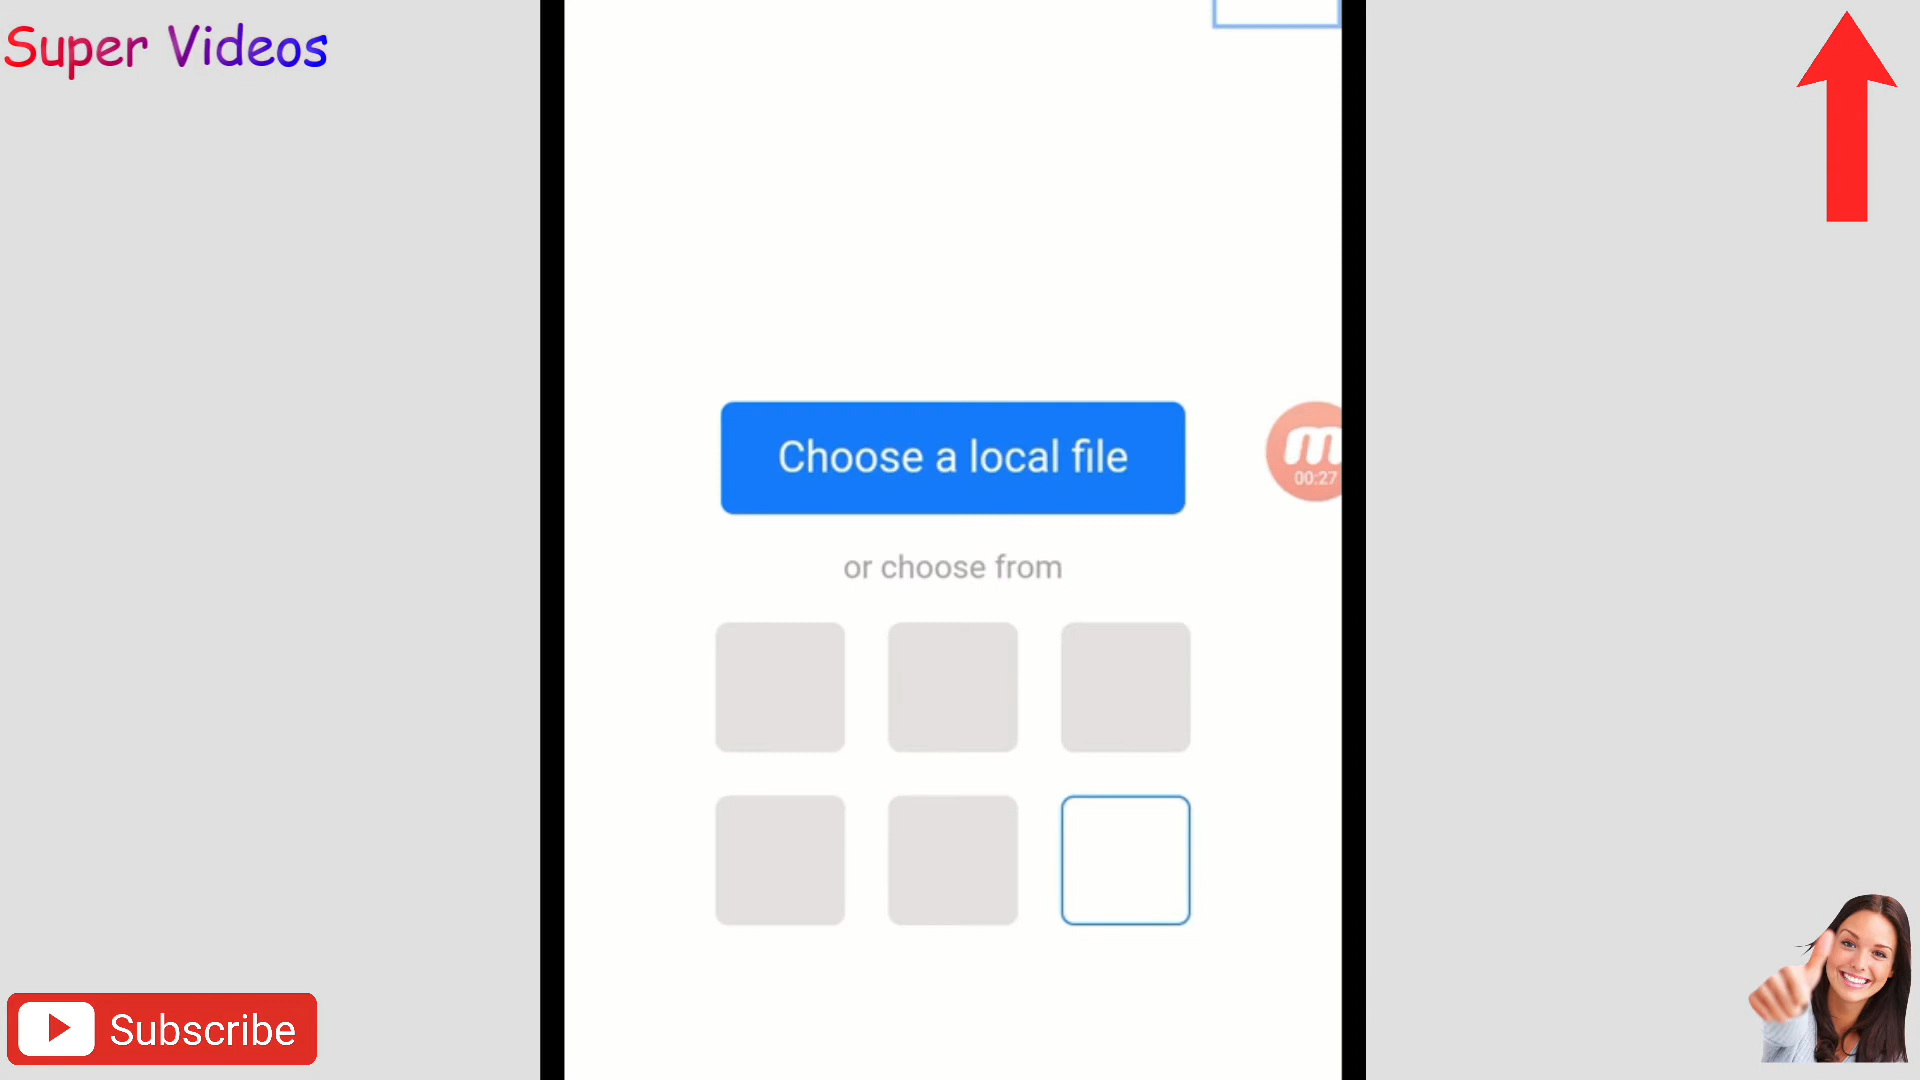 Super Videos
Choose a local file
m
00:27
or choose from
Subscribe